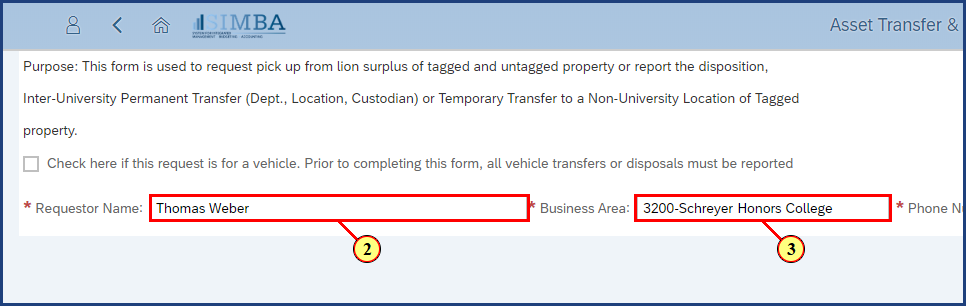 SIMBA
Asset Transfer &
Purpose: This form is used to request pick up from lion surplus of tagged and untagged property or report the disposition,
Inter-University Permanent Transfer (Dept., Location, Custodian) or Temporary Transfer to a Non-University Location of Tagged
property.
Check here if this request is for a vehicle. Prior to completing this form, all vehicle transfers or disposals must be reported
* Requestor Name: Thomas Weber * Business Area: 3200-Schreyer Honors College * Phone
2 3